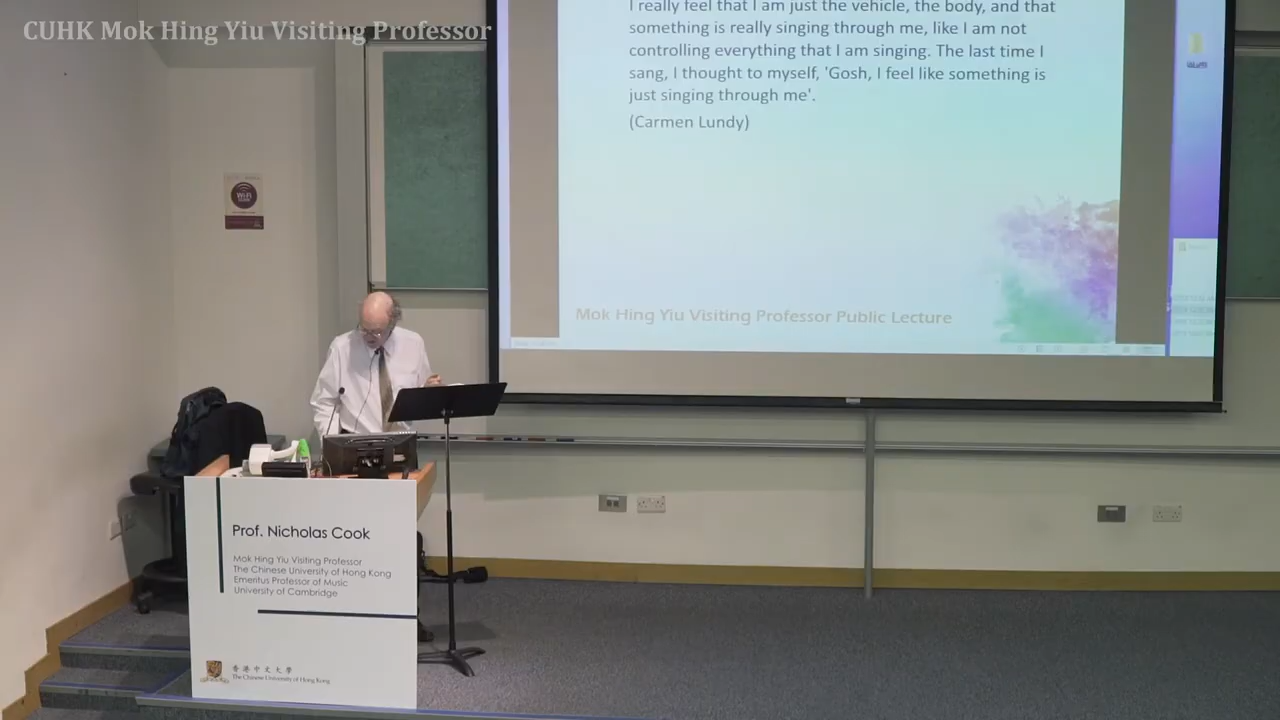 CUHK Mok Hing Yiu Visiting Professor
I really feel that I am just the vehicle, the body, and that
something is really singing through me, like I am not
controlling everything that I am singing. The last time I
sang, I thought to myself, 'Gosh, I feel like something is
just singing through me'.
(Carmen Lundy)
Mok Hing Yiu Visiting Professor Public Lecture
WiFi
Prof. Nicholas Cook
Mok Hing Yiu Visiting Professor
The Chinese University of Hong Kong
Emeritus Professor of Music
University of Cambridge
香港中文大學
The Chinese University of Hong Kong